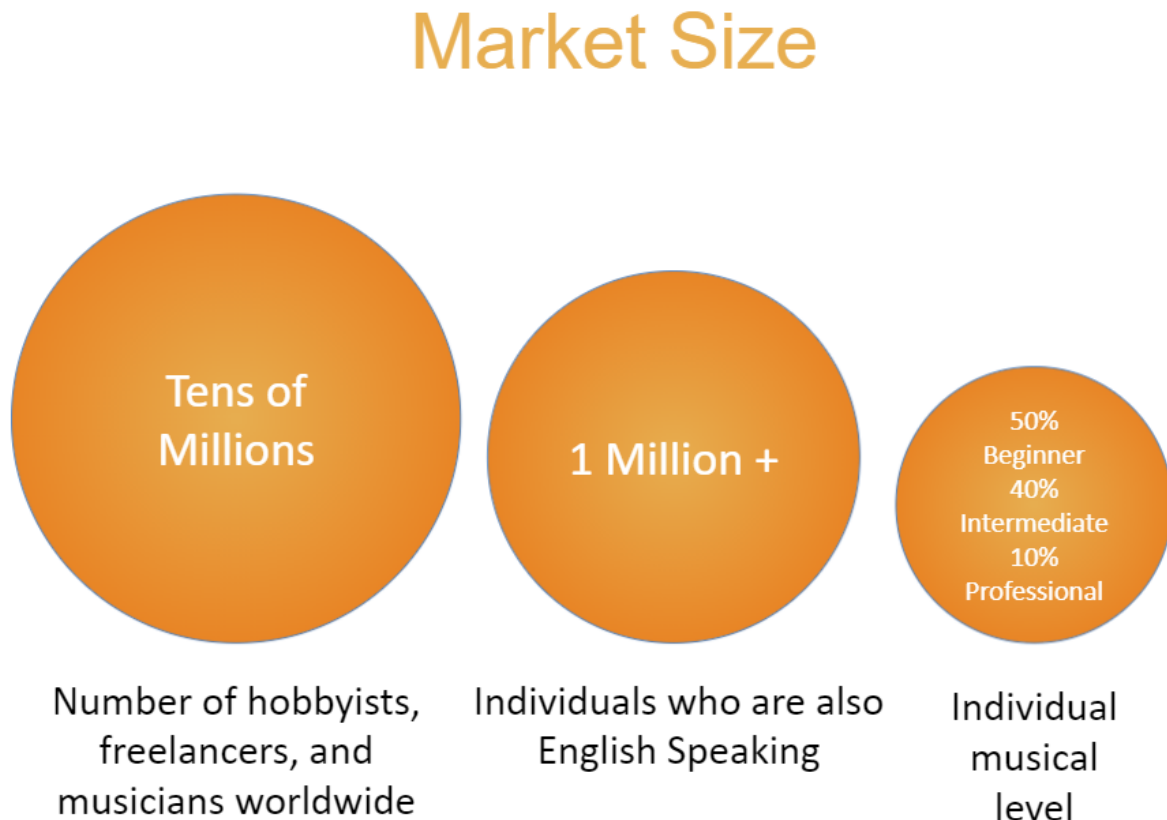 Market Size
Tens of
Millions
1 Million +
50%
Beginner
40%
Intermediate
10%
Professional
Number of hobbyists,
freelancers, and
musicians worldwide
Individuals who are also
English Speaking
Individual
musical
level